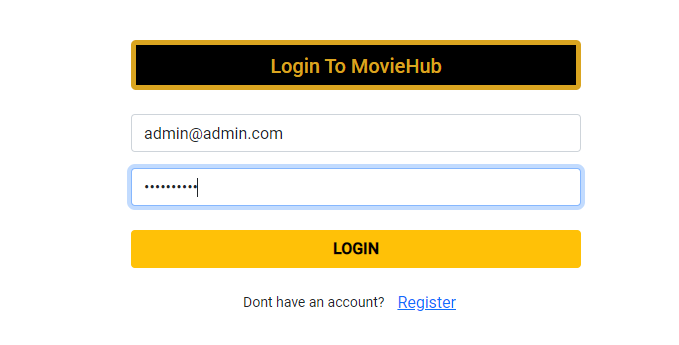 Login To MovieHub
admin@admin.com
••••••••••
LOGIN
Dont have an account? Register